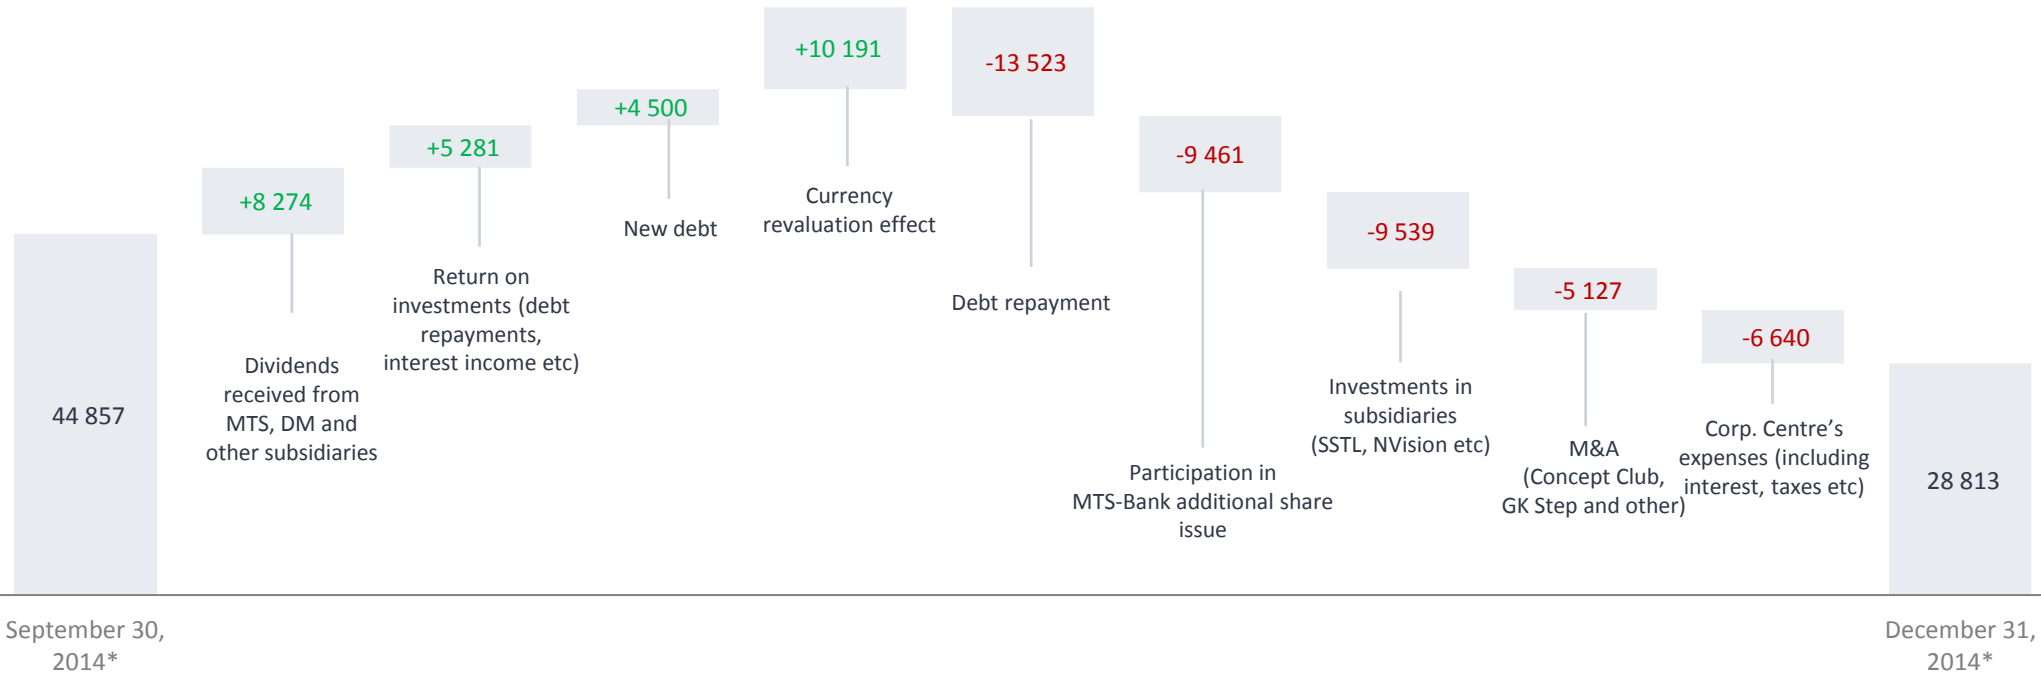 44 857
+8 274
Dividends
received from
MTS, DM and
other subsidiaries
+5 281
Return on
investments (debt
repayments,
interest income etc)
+4 500
New debt
+10 191
Currency
revaluation effect
-13 523
Debt repayment
-9 461
Participation in
MTS-Bank additional share
issue
-9 539
Investments in
subsidiaries
(SSTL, NVision etc)
-5 127
M&A
(Concept Club,
GK Step and other)
-6 640
Corp. Centre's
expenses (including
interest, taxes etc)
28 813
September 30,
2014*
December 31,
2014*